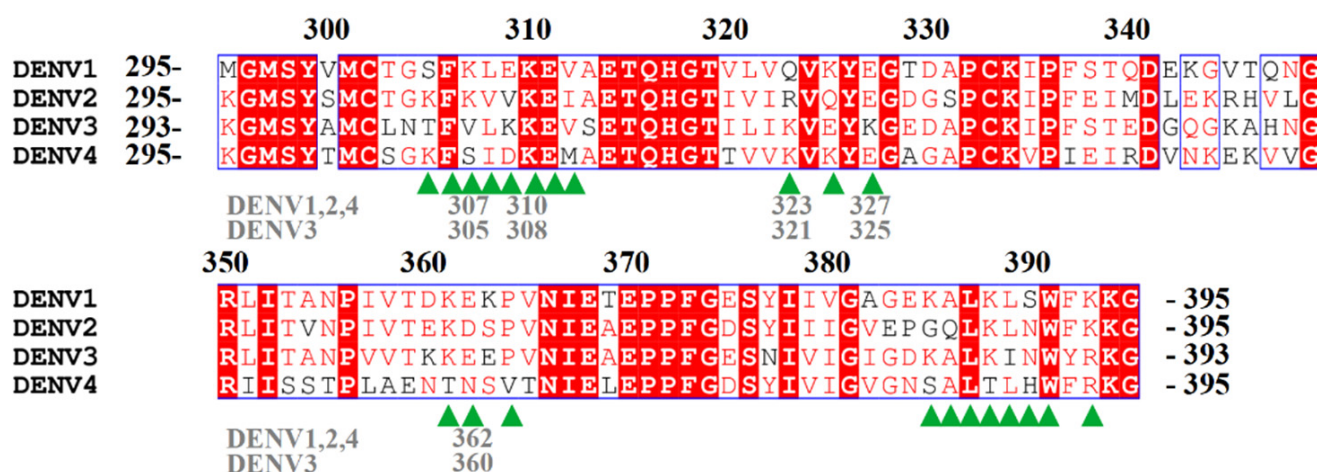 300 310 320 330 340
DENV1 295- MGMSYVMCTGSFKLEKEVAETQHGTVLVQVKYEGTDAPCKIPFSTQDEKGVTQNG
DENV2 295- KGMSYSMCTGKFKVVKEIAETQHGTIVIRVQYEGDGSPCKIPFEIMDLEKRHVLG
DENV3 293- KGMSYAMCLNTFVLKKEVSETQHGTILIKVEYKGEDAPCKIPFSTEDGQGKAHNG
DENV4 295- KGMSYTMCSGKFSIDKEMAETQHGTTVVKVKYEGAGAPCKVPIEIRDVNKEKVVG
DENV1,2,4 307 310 323 327
DENV3 305 308 321 325
350 360 370 380 390
DENV1 RLITANPIVTDKEKPVNIETEPPFGESYIIVGAGEKALKLSWFKKG - 395
DENV2 RLITVNPIVTEKDSPVNIEAEPPFGDSYIIIGVEPGQLKLNWFKKG - 395
DENV3 RLITANPVVTKKEEPVNIEAEPPFGESNIVIGIGDKALKINWYRKG - 393
DENV4 RIISSTPLAENTNSVTNIELEPPFGDSYIVIGVGNSALTLHWFRKG - 395
DENV1,2,4 362
DENV3 360